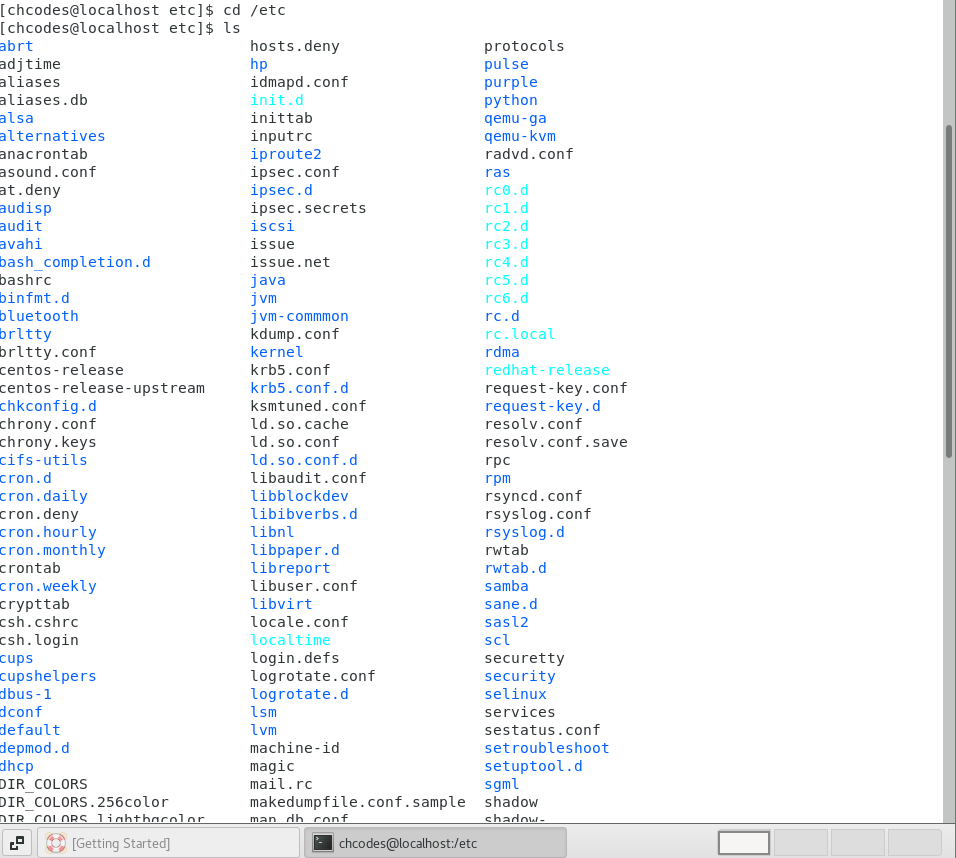 [chcodes@localhost etc]$ cd /etc
[chcodes@localhost etc]$ ls
abrt hosts.deny protocols
adjtime hp pulse
aliases idmapd.conf purple
aliases.db init.d python
alsa inittab qemu-ga
alternatives inputrc qemu-kvm
anacrontab iproute2 radvd.conf
asound.conf ipsec.conf ras
at.deny ipsec.d rc0.d
audisp ipsec.secrets rc1.d
audit iscsi rc2.d
avahi issue rc3.d
bash_completion.d issue.net rc4.d
bashrc java rc5.d
binfmt.d jvm rc6.d
bluetooth jvm-commmon rc.d
brltty kdump.conf rc.local
brltty.conf kernel rdma
centos-release krb5.conf redhat-release
centos-release-upstream krb5.conf.d request-key.conf
chkconfig.d ksmtuned.conf request-key.d
chrony.conf ld.so.cache resolv.conf
chrony.keys ld.so.conf resolv.conf.save
cifs-utils ld.so.conf.d rpc
cron.d libaudit.conf rpm
cron.daily libblockdev rsyncd.conf
cron.deny libibverbs.d rsyslog.conf
cron.hourly libnl rsyslog.d
cron.monthly libpaper.d rwtab
crontab libreport rwtab.d
cron.weekly libuser.conf samba
crypttab libvirt sane.d
csh.cshrc locale.conf sasl2
csh.login localtime scl
cups login.defs securetty
cupshelpers logrotate.conf security
dbus-1 logrotate.d selinux
dconf lsm services
default lvm sestatus.conf
depmod.d machine-id setroubleshoot
dhcp magic setuptool.d
DIR_COLORS mail.rc sgml
DIR_COLORS.256color makedumpfile.conf.sample shadow
DIR_COLORS.lightbgcolor man_db.conf shadow-
[Getting Started] chcodes@localhost:/etc